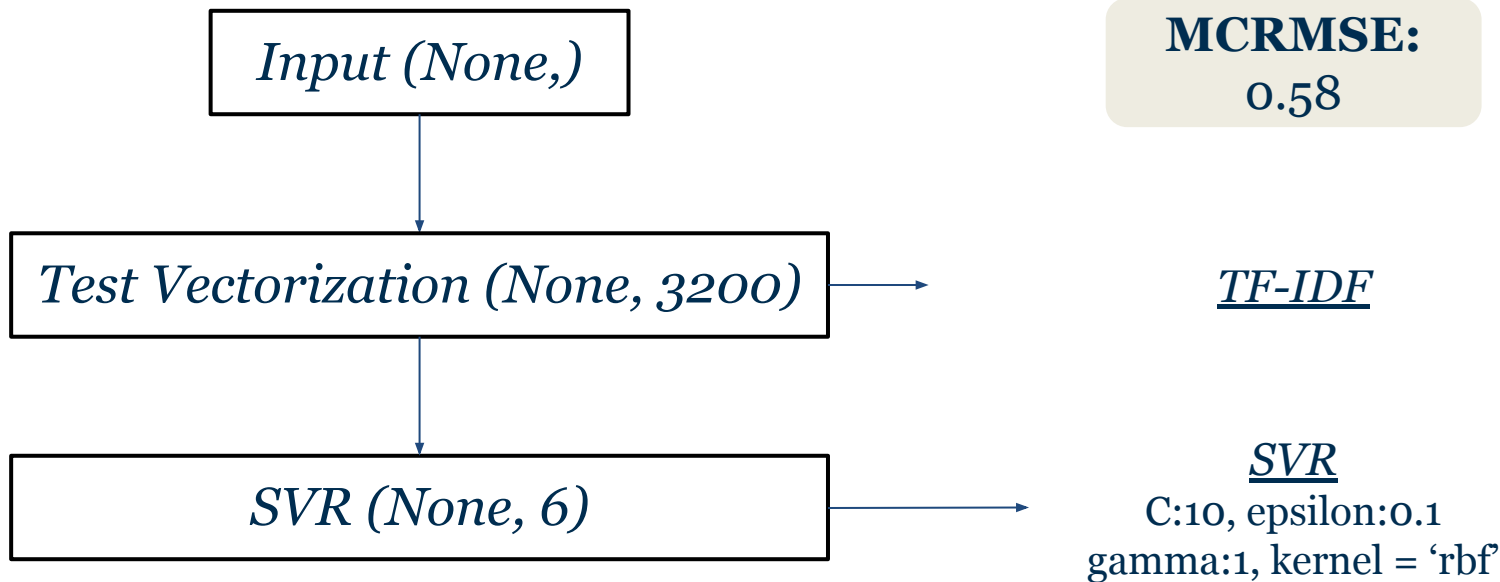 Input (None,)
MCRMSE:
0.58
Test Vectorization (None, 3200)
TF-IDF
SVR (None, 6)
SVR
C:10, epsilon:0.1
gamma:1, kernel = ‘rbf’